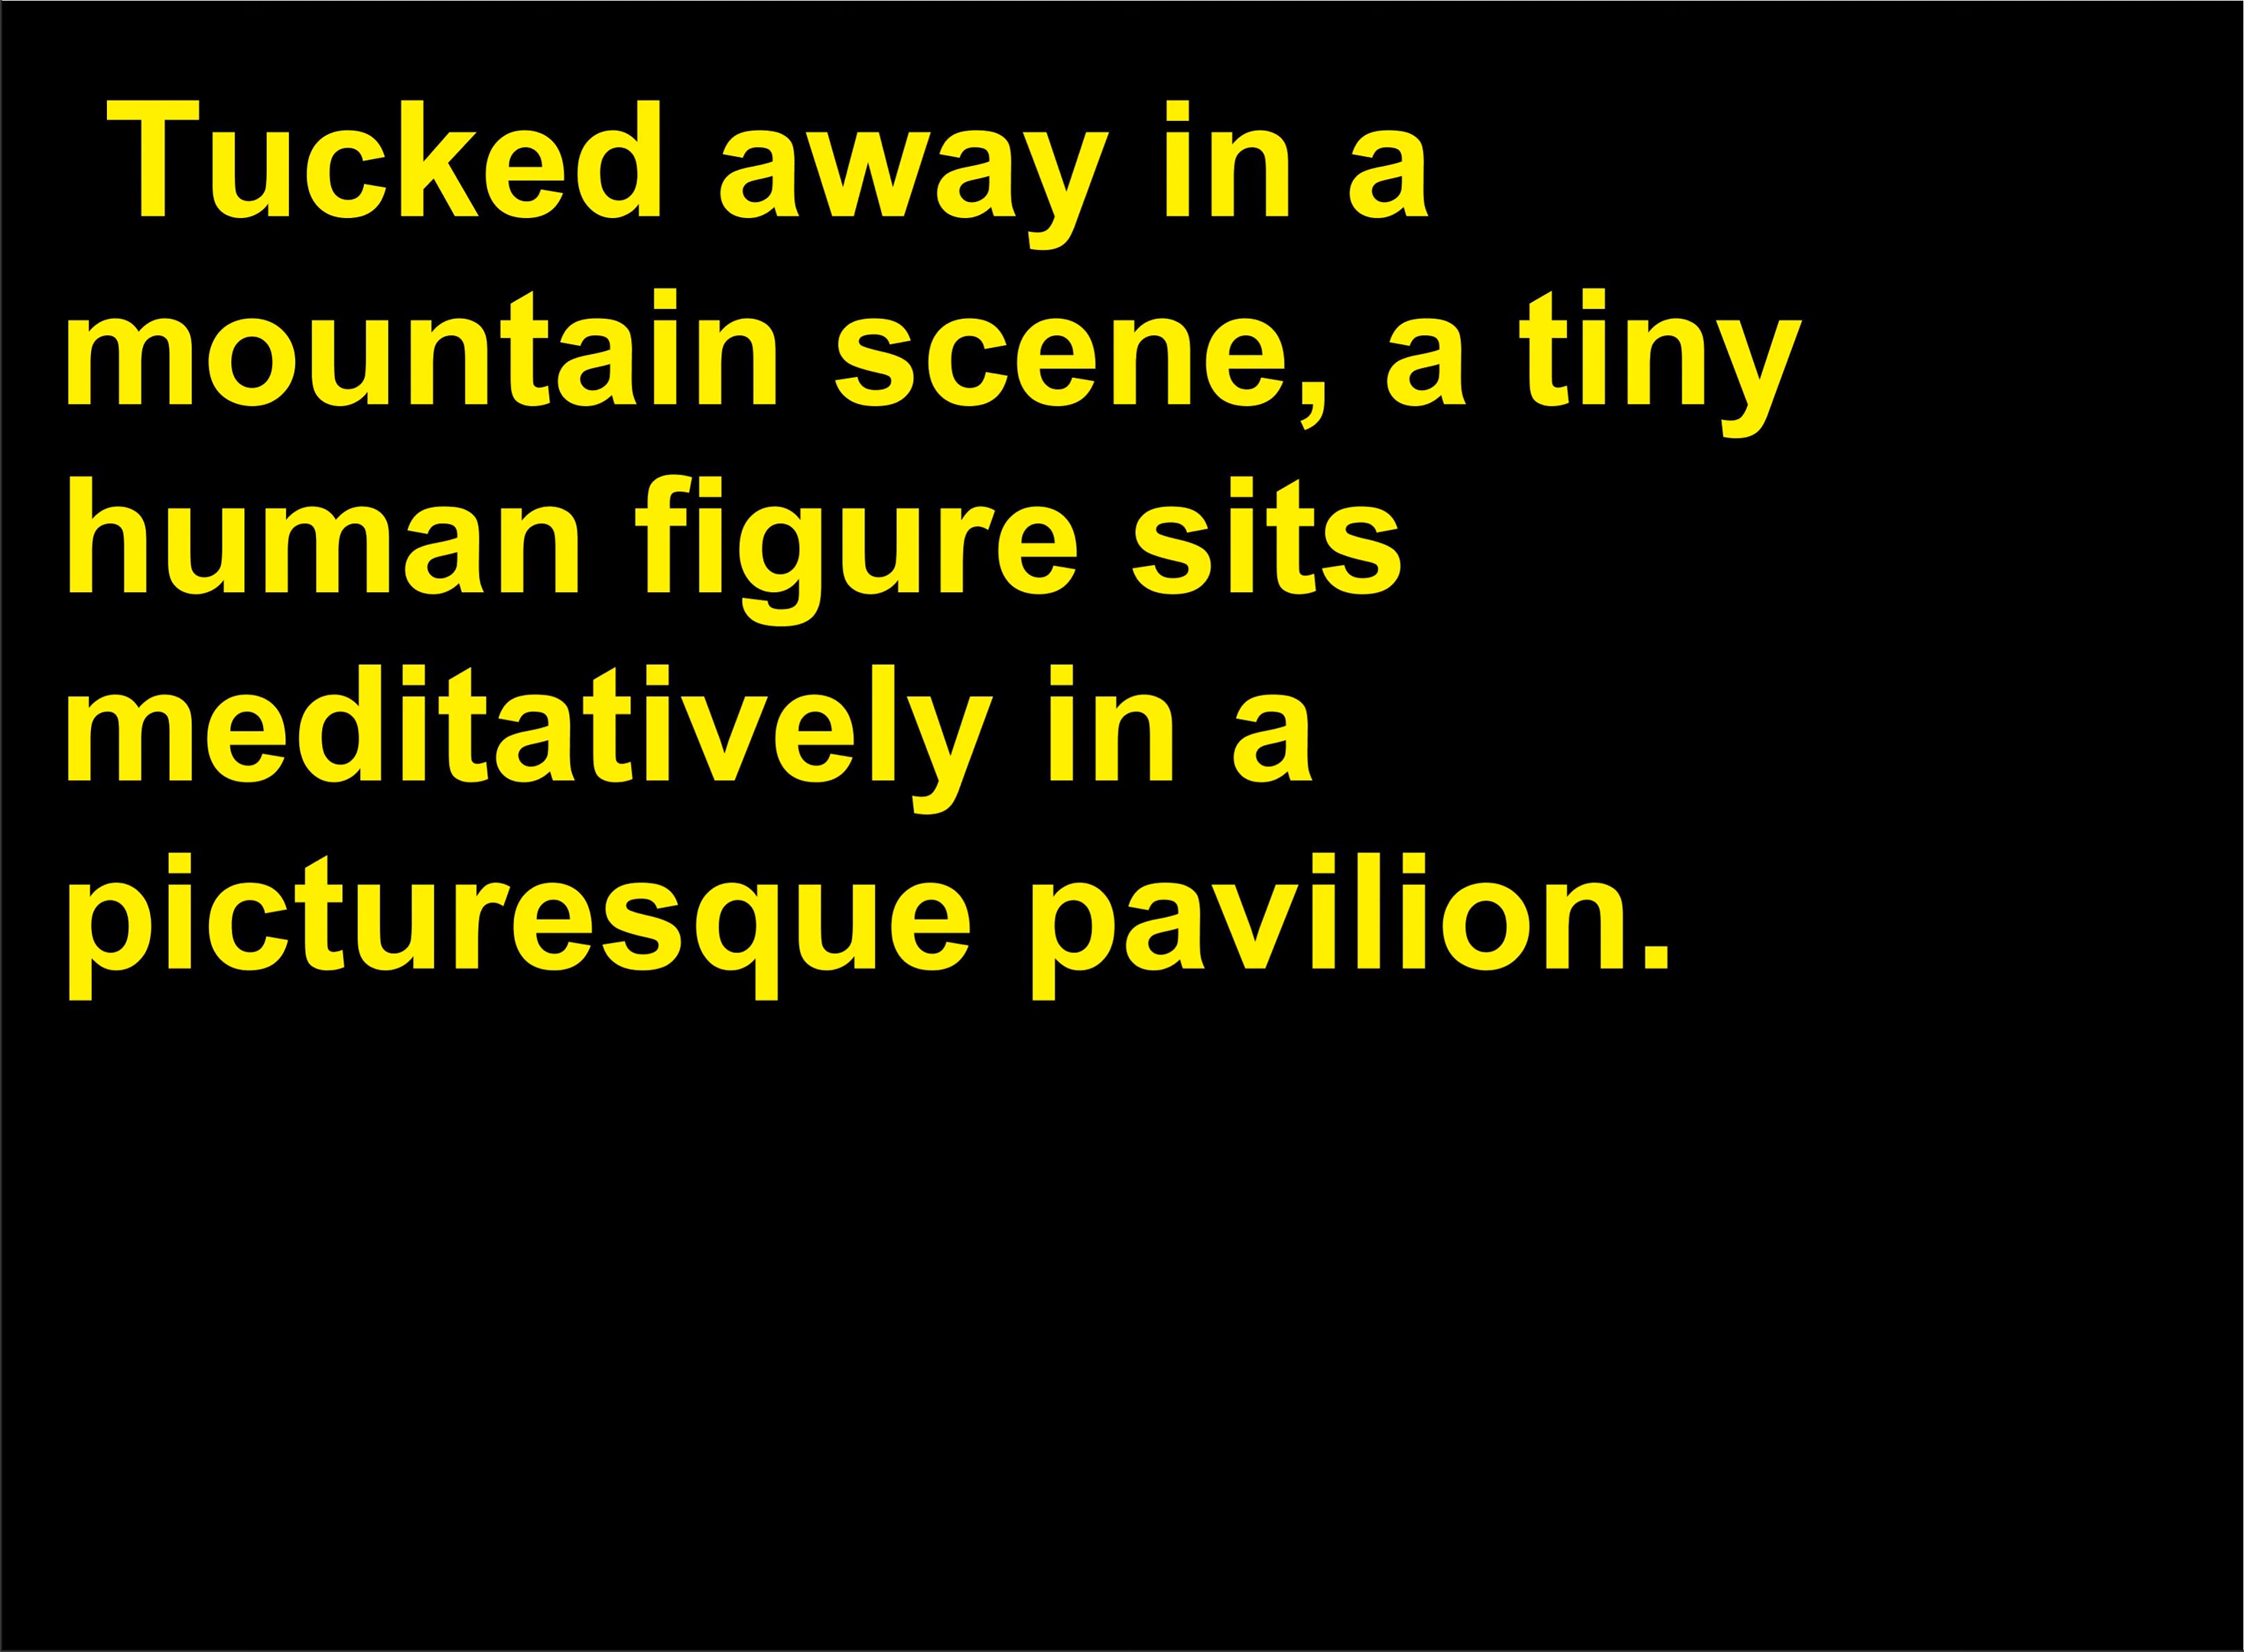 Tucked away in a
mountain scene, a tiny
human figure sits
meditatively in a
picturesque pavilion.